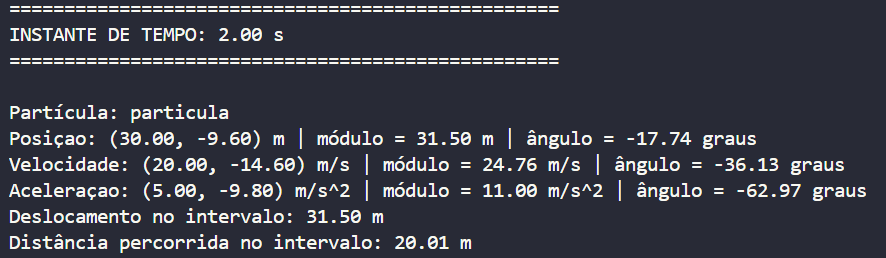 ==================================================
INSTANTE DE TEMPO: 2.00 s
==================================================
Partícula: particula
Posiçao: (30.00, -9.60) m | módulo = 31.50 m | ângulo = -17.74 graus
Velocidade: (20.00, -14.60) m/s | módulo = 24.76 m/s | ângulo = -36.13 graus
Aceleraçao: (5.00, -9.80) m/s^2 | módulo = 11.00 m/s^2 | ângulo = -62.97 graus
Deslocamento no intervalo: 31.50 m
Distância percorrida no intervalo: 20.01 m